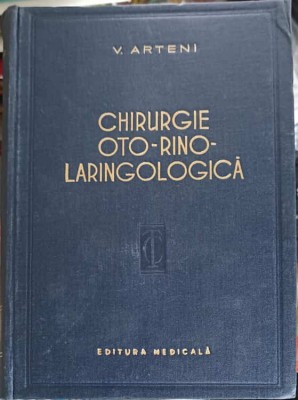 V. ARTENI
CHIRURGIE
OTO-RINO-
LARINGOLOGICĂ
EDITURA MEDICALĂ